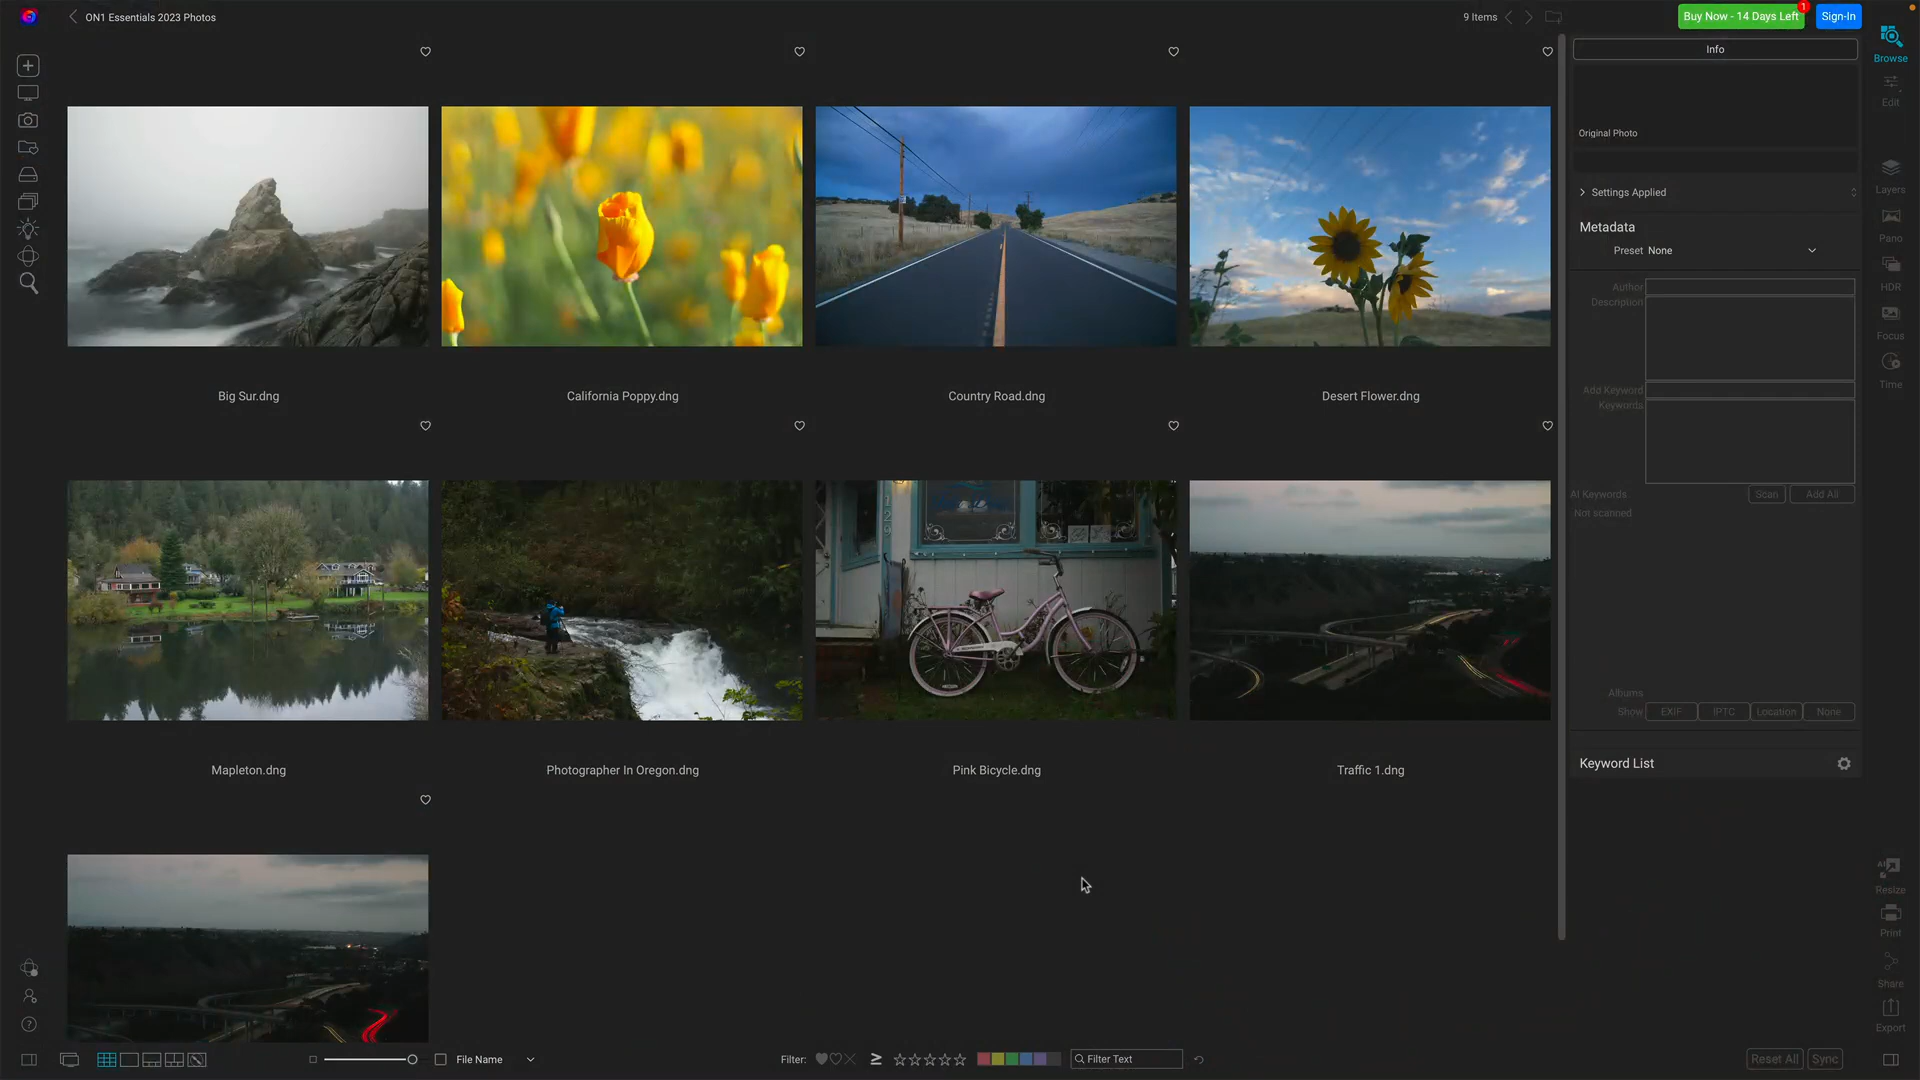 ON1 Essentials 2023 Photos
9 Items
Buy Now - 14 Days Left
1
Sign-In
Info
Browse
Edit
Original Photo
Layers
Settings Applied
Metadata
Pano
Preset None
HDR
Author
Description
Focus
Time
Big Sur.dng
California Poppy.dng
Country Road.dng
Desert Flower.dng
Add Keyword
Keywords
AI Keywords
Scan
Add All
Not scanned
129
Albums
Show
EXIF
IPTC
Location
None
Mapleton.dng
Photographer In Oregon.dng
Pink Bicycle.dng
Traffic 1.dng
Keyword List
AI
Resize
Print
Share
Export
?
File Name
Filter:
Filter Text
Reset All
Sync